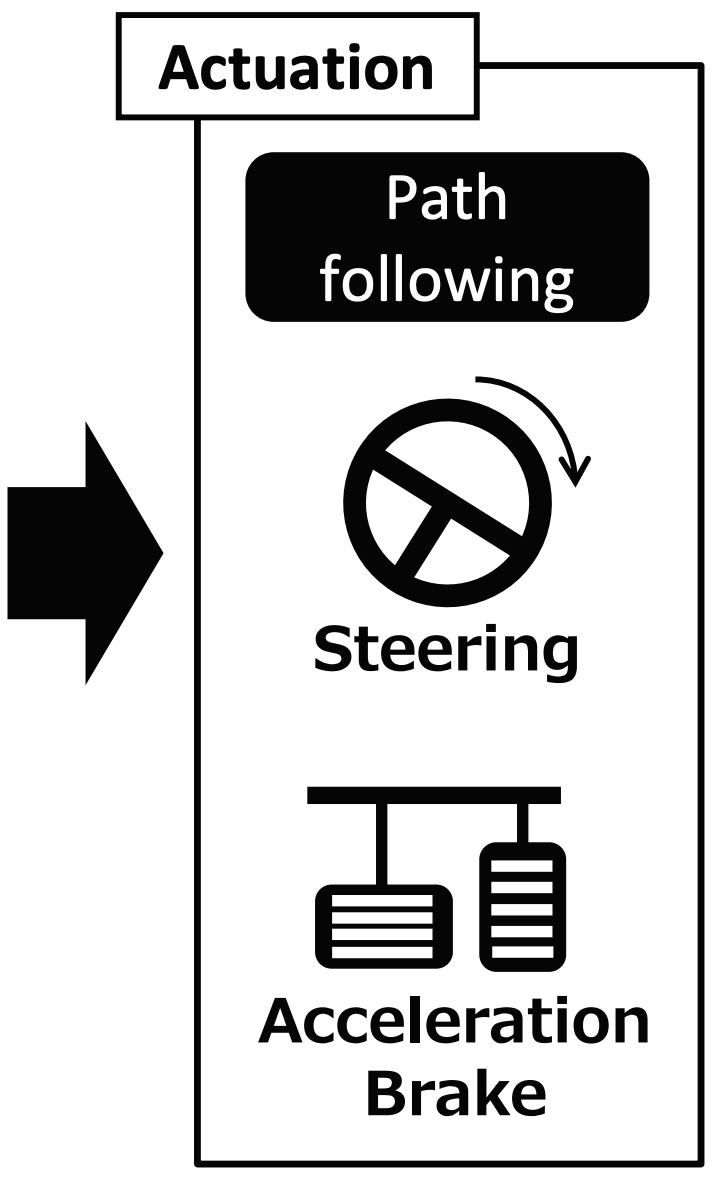 Actuation
Path
following
Steering
Acceleration
Brake